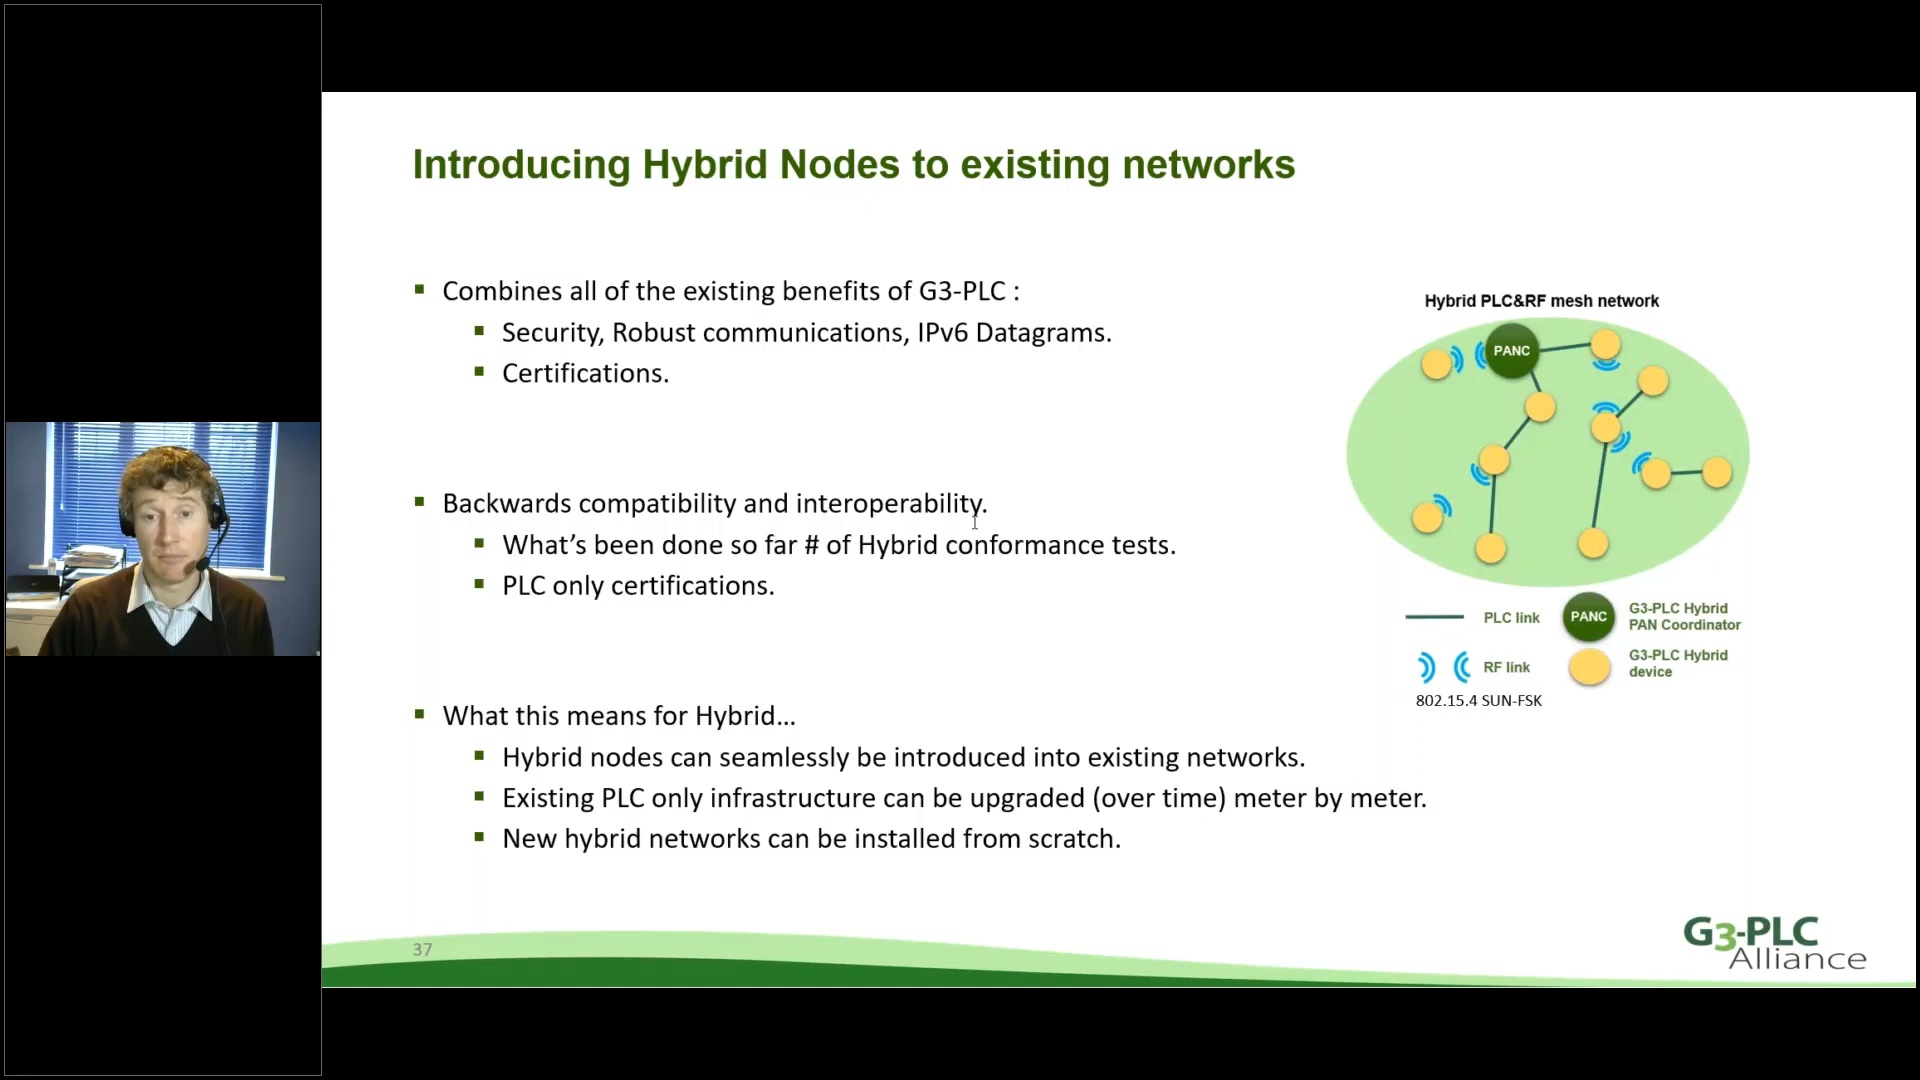 Introducing Hybrid Nodes to existing networks
Combines all of the existing benefits of G3-PLC :
Security, Robust communications, IPv6 Datagrams.
Certifications.
Backwards compatibility and interoperability.
What’s been done so far # of Hybrid conformance tests.
PLC only certifications.
What this means for Hybrid...
Hybrid nodes can seamlessly be introduced into existing networks.
Existing PLC only infrastructure can be upgraded (over time) meter by meter.
New hybrid networks can be installed from scratch.
Hybrid PLC&RF mesh network
PANC
PLC link
PANC
G3-PLC Hybrid
PAN Coordinator
RF link
G3-PLC Hybrid
device
802.15.4 SUN-FSK
37
G3-PLC
Alliance